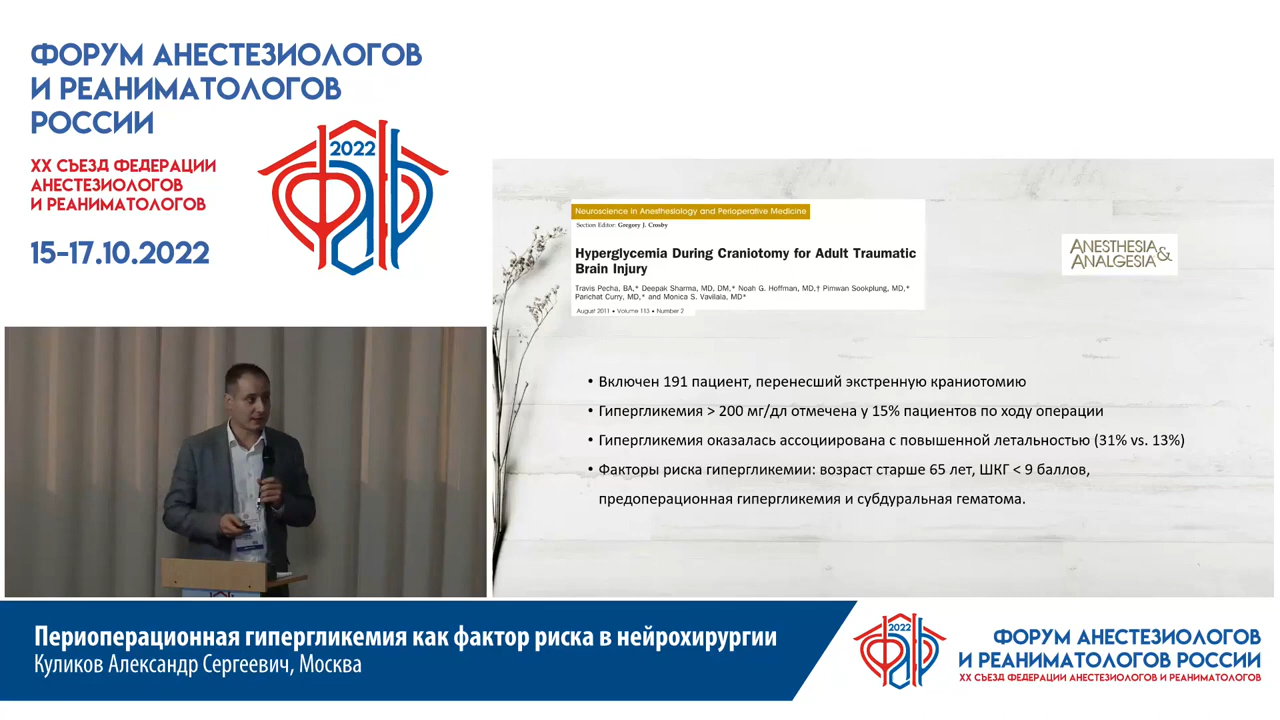 ФОРУМ АНЕСТЕЗИОЛОГОВ
И РЕАНИМАТОЛОГОВ
РОССИИ
XX СЪЕЗД ФЕДЕРАЦИИ
АНЕСТЕЗИОЛОГОВ
И РЕАНИМАТОЛОГОВ
15-17.10.2022
2022
Neuroscience in Anesthesiology and Perioperative Medicine
Section Editor: Gregory J. Crosby
Hyperglycemia During Craniotomy for Adult Traumatic
Brain Injury
Travis Pecha, BA,* Deepak Sharma, MD, DM,* Noah G. Hoffman, MD,† Pimwan Sookplung, MD,*
Parichat Curry, MD,* and Monica S. Vavilala, MD*
August 2011 • Volume 113 • Number 2
ANESTHESIA &
ANALGESIA
• Включен 191 пациент, перенесший экстренную краниотомию
• Гипергликемия > 200 мг/дл отмечена у 15% пациентов по ходу операции
• Гипергликемия оказалась ассоциирована с повышенной летальностью (31% vs. 13%)
• Факторы риска гипергликемии: возраст старше 65 лет, ШКГ < 9 баллов,
предоперационная гипергликемия и субдуральная гематома.
Периоперационная гипергликемия как фактор риска в нейрохирургии
Куликов Александр Сергеевич, Москва
2022
ФОРУМ АНЕСТЕЗИОЛОГОВ
И РЕАНИМАТОЛОГОВ РОССИИ
XX СЪЕЗД ФЕДЕРАЦИИ АНЕСТЕЗИОЛОГОВ И РЕАНИМАТОЛОГОВ